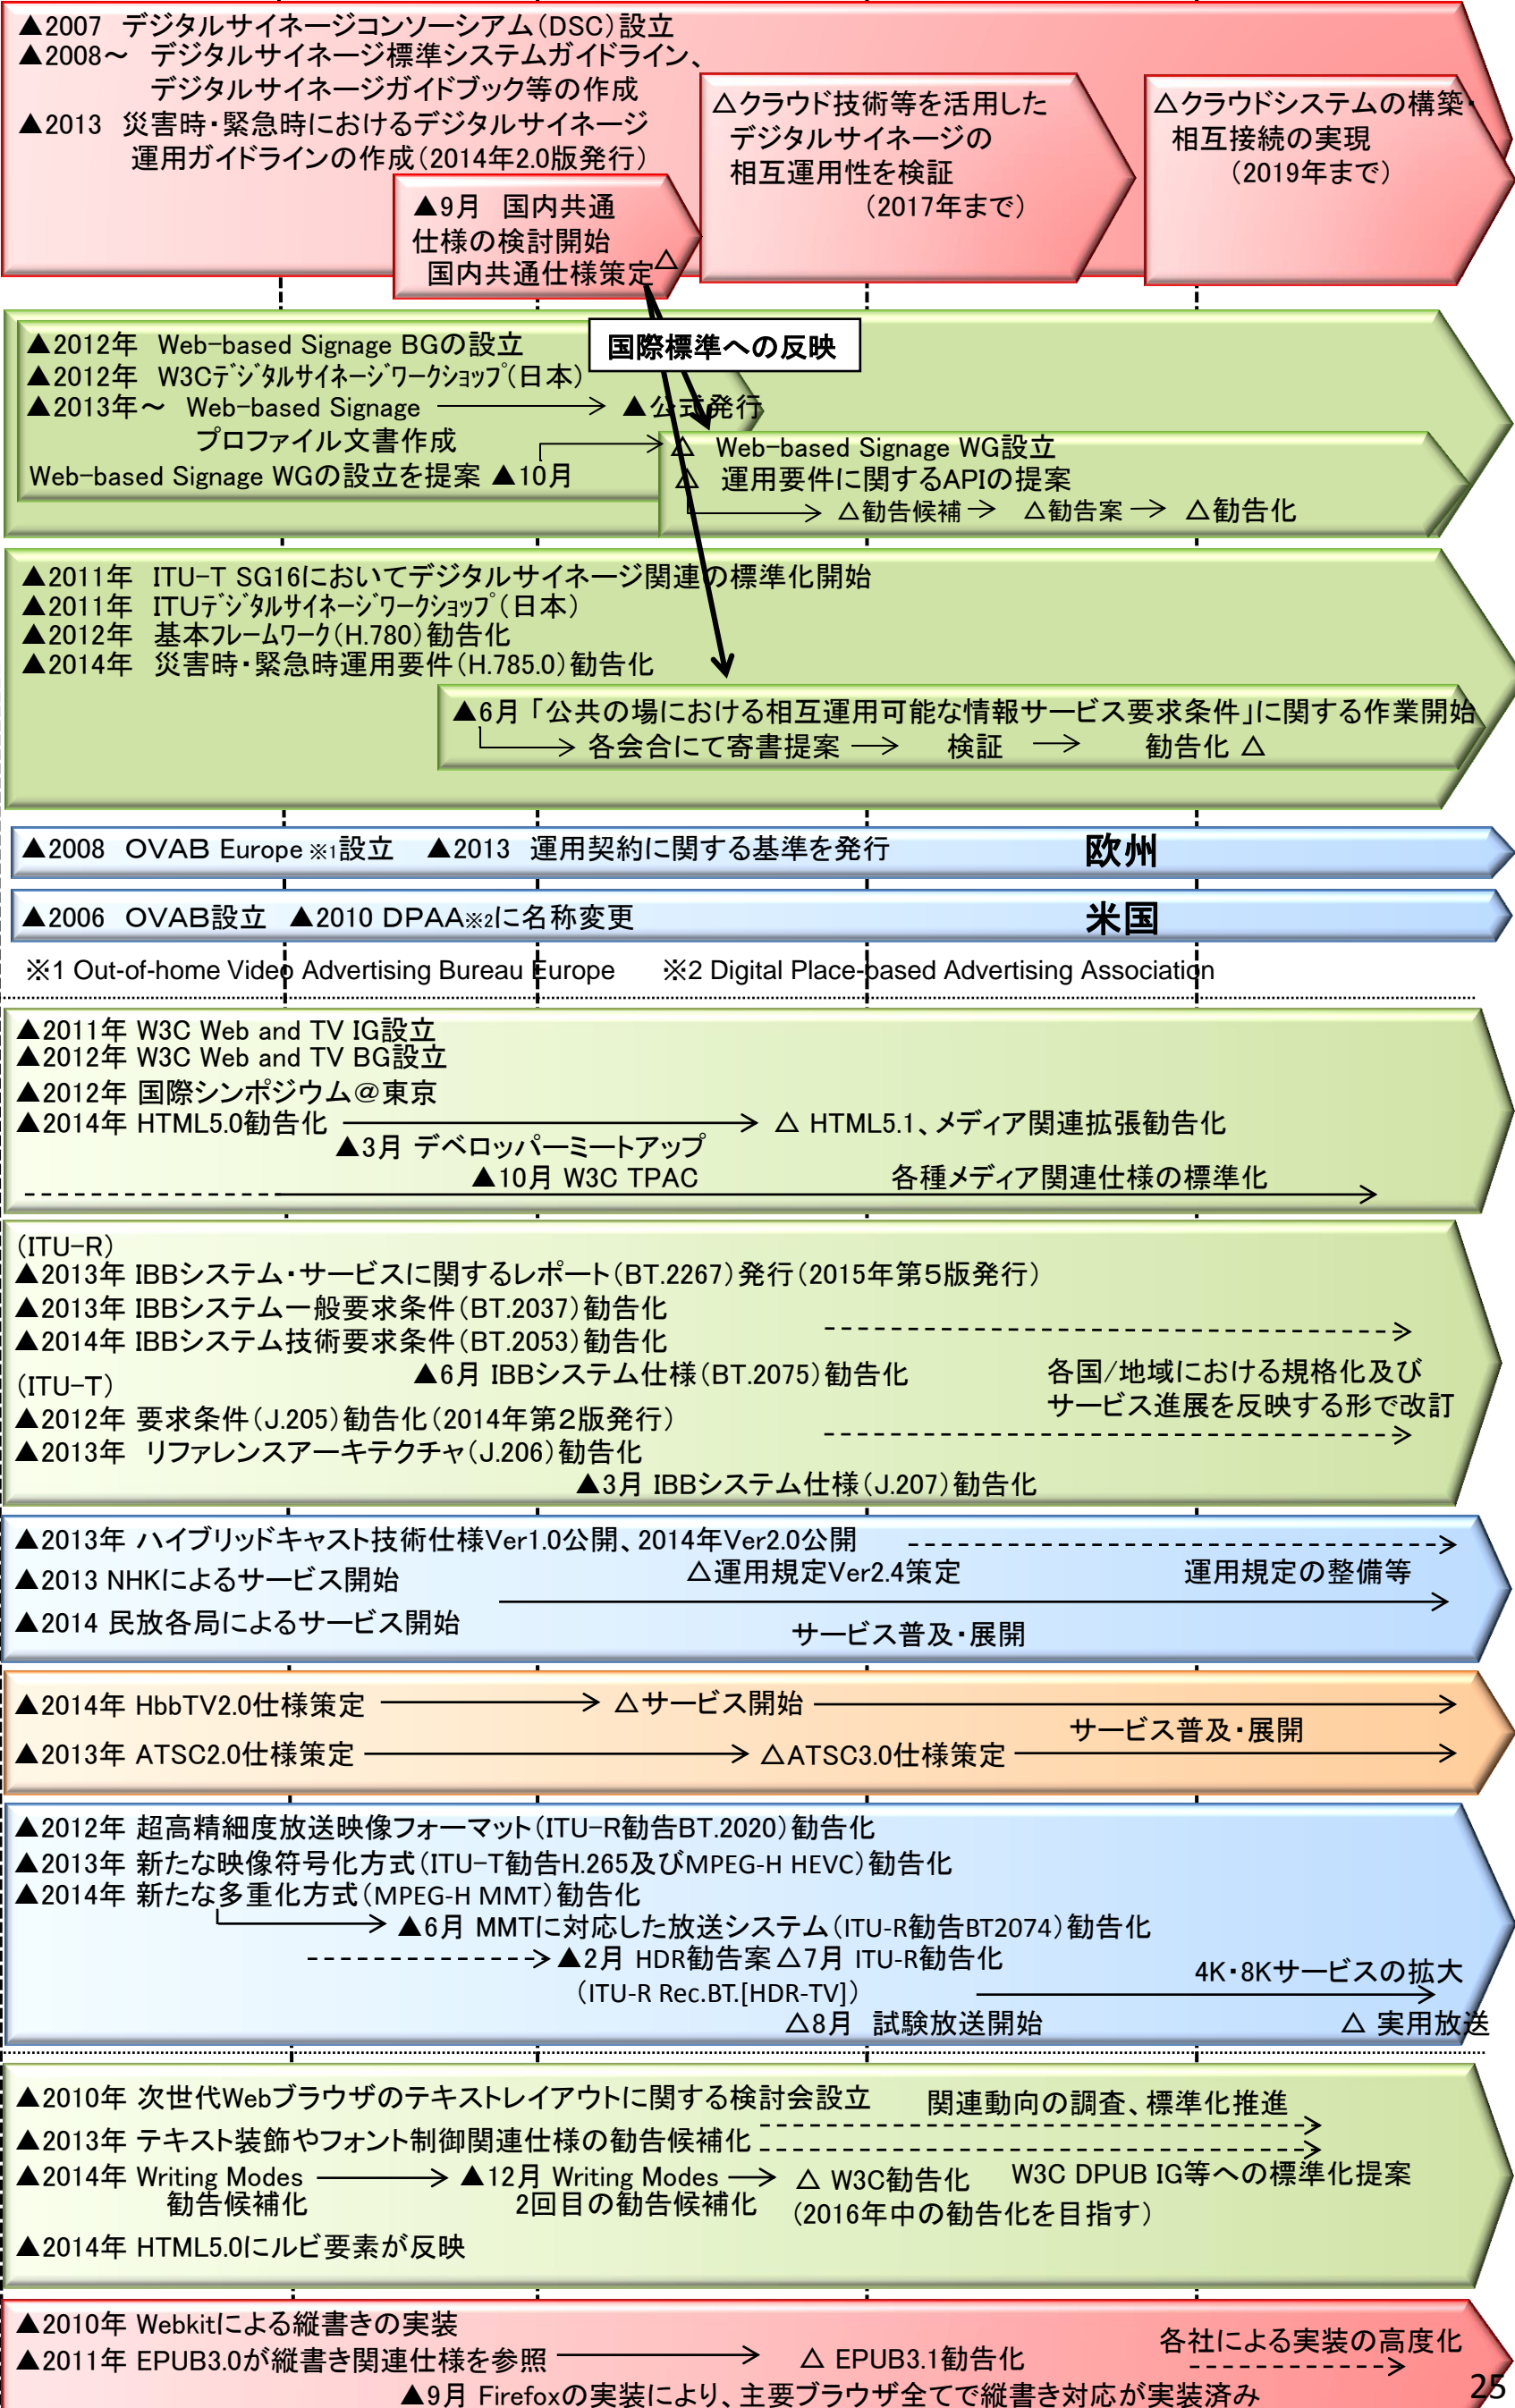 ▲2007 デジタルサイネージコンソーシアム(DSC)設立
▲2008～ デジタルサイネージ標準システムガイドライン、
デジタルサイネージガイドブック等の作成
▲2013 災害時・緊急時におけるデジタルサイネージ
運用ガイドラインの作成(2014年2.0版発行)
▲9月 国内共通
仕様の検討開始
国内共通仕様策定△
△クラウド技術等を活用した
デジタルサイネージの
相互運用性を検証
(2017年まで)
△クラウドシステムの構築・
相互接続の実現
(2019年まで)
国際標準への反映
▲2012年 Web-based Signage BGの設立
▲2012年 W3Cﾃﾞｼﾞﾀﾙｻｲﾈｰｼﾞﾜｰｸｼｮｯﾌﾟ(日本)
▲2013年～ Web-based Signage → ▲公式発行
プロファイル文書作成
Web-based Signage WGの設立を提案 ▲10月
△ Web-based Signage WG設立
△ 運用要件に関するAPIの提案
→ △勧告候補→ △勧告案→ △勧告化
▲2011年 ITU-T SG16においてデジタルサイネージ関連の標準化開始
▲2011年 ITUﾃﾞｼﾞﾀﾙｻｲﾈｰｼﾞﾜｰｸｼｮｯﾌﾟ(日本)
▲2012年 基本ﾌﾚｰﾑﾜｰｸ(H.780)勧告化
▲2014年 災害時・緊急時運用要件(H.785.0)勧告化
▲6月「公共の場における相互運用可能な情報サービス要求条件」に関する作業開始
→ 各会合にて寄書提案 → 検証 → 勧告化 △
▲2008 OVAB Europe ※1設立 ▲2013 運用契約に関する基準を発行 欧州
▲2006 OVAB設立 ▲2010 DPAA※2に名称変更 米国
※1 Out-of-home Video Advertising Bureau Europe ※2 Digital Place-based Advertising Association
▲2011年 W3C Web and TV IG設立
▲2012年 W3C Web and TV BG設立
▲2012年 国際シンポジウム＠東京
▲2014年 HTML5.0勧告化 → △ HTML5.1、メディア関連拡張勧告化
▲3月 デベロッパーミートアップ
▲10月 W3C TPAC 各種メディア関連仕様の標準化
(ITU-R)
▲2013年 IBBシステム・サービスに関するレポート(BT.2267)発行(2015年第５版発行)
▲2013年 IBBシステム一般要求条件(BT.2037)勧告化
▲2014年 IBBシステム技術要求条件(BT.2053)勧告化
▲6月 IBBシステム仕様(BT.2075)勧告化 各国/地域における規格化及び
(ITU-T)
サービス進展を反映する形で改訂
▲2012年 要求条件(J.205)勧告化(2014年第２版発行)
▲2013年 リファレンスアーキテクチャ(J.206)勧告化
▲3月 IBBシステム仕様(J.207)勧告化
▲2013年 ハイブリッドキャスト技術仕様Ver1.0公開、2014年Ver2.0公開
▲2013 NHKによるサービス開始 △運用規定Ver2.4策定 運用規定の整備等
▲2014 民放各局によるサービス開始
サービス普及・展開
▲2014年 HbbTV2.0仕様策定 → △サービス開始 →
サービス普及・展開
▲2013年 ATSC2.0仕様策定 → △ATSC3.0仕様策定 →
▲2012年 超高精細度放送映像フォーマット(ITU-R勧告BT.2020)勧告化
▲2013年 新たな映像符号化方式(ITU-T勧告H.265及びMPEG-H HEVC)勧告化
▲2014年 新たな多重化方式(MPEG-H MMT)勧告化
→ ▲6月 MMTに対応した放送システム(ITU-R勧告BT2074)勧告化
▲2月 HDR勧告案△7月 ITU-R勧告化
4K・8Kサービスの拡大
(ITU-R Rec.BT.[HDR-TV])
△8月 試験放送開始 △ 実用放送
▲2010年 次世代Webブラウザのテキストレイアウトに関する検討会設立 関連動向の調査、標準化推進
▲2013年 テキスト装飾やフォント制御関連仕様の勧告候補化
▲2014年 Writing Modes → ▲12月 Writing Modes → △ W3C勧告化 W3C DPUB IG等への標準化提案
勧告候補化 2回目の勧告候補化 (2016年中の勧告化を目指す)
▲2014年 HTML5.0にルビ要素が反映
▲2010年 Webkitによる縦書きの実装
各社による実装の高度化
▲2011年 EPUB3.0が縦書き関連仕様を参照 → △ EPUB3.1勧告化
▲9月 Firefoxの実装により、主要ブラウザ全てで縦書き対応が実装済み
25